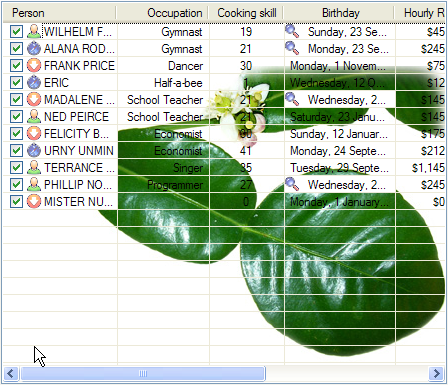 Person Occupation Cooking skill Birthday Hourly R
WILHELM F... Gymnast 19 Sunday, 23 Se... $45
ALANA ROD... Gymnast 21 Monday, 23 Se... $245
FRANK PRICE Dancer 30 Monday, 1 Novem... $75
ERIC Half-a-bee 1 Wednesday, 12 O... $12
MADALENE ... School Teacher 21 Wednesday, 2... $145
NED PEIRCE School Teacher 21 Saturday, 23 Janu... $145
FELICITY B... Economist 60 Sunday, 12 Januar... $175
URNY UNMIN Economist 41 Monday, 24 Septe... $212
TERRANCE ... Singer 35 Tuesday, 29 Septe... $1,145
PHILLIP NO... Programmer 27 Wednesday, 2... $245
MISTER NU... 0 Monday, 1 January... $0